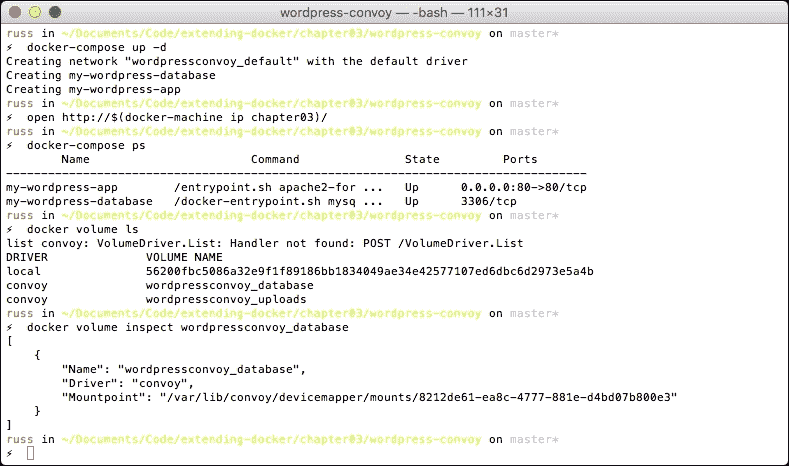 wordpress-convoy — -bash — 111×31
russ in ~/Documents/Code/extending-docker/chapter03/wordpress-convoy on master*
⚡ docker-compose up -d
Creating network "wordpressconvoy_default" with the default driver
Creating my-wordpress-database
Creating my-wordpress-app
russ in ~/Documents/Code/extending-docker/chapter03/wordpress-convoy on master*
⚡ open http://$(docker-machine ip chapter03)/
russ in ~/Documents/Code/extending-docker/chapter03/wordpress-convoy on master*
⚡ docker-compose ps
Name Command State Ports
-----------------------------------------------------------------------------------
my-wordpress-app /entrypoint.sh apache2-for ... Up 0.0.0.0:80->80/tcp
my-wordpress-database /docker-entrypoint.sh mysq ... Up 3306/tcp
russ in ~/Documents/Code/extending-docker/chapter03/wordpress-convoy on master*
⚡ docker volume ls
list convoy: VolumeDriver.List: Handler not found: POST /VolumeDriver.List
DRIVER VOLUME NAME
local 56200fbc5086a32e9f1f89186bb1834049ae34e42577107ed6dbc6d2973e5a4b
convoy wordpressconvoy_database
convoy wordpressconvoy_uploads
russ in ~/Documents/Code/extending-docker/chapter03/wordpress-convoy on master*
⚡ docker volume inspect wordpressconvoy_database
[
{
"Name": "wordpressconvoy_database",
"Driver": "convoy",
"Mountpoint": "/var/lib/convoy/devicemapper/mounts/8212de61-ea8c-4777-881e-d4bd07b800e3"
}
]
russ in ~/Documents/Code/extending-docker/chapter03/wordpress-convoy on master*
⚡